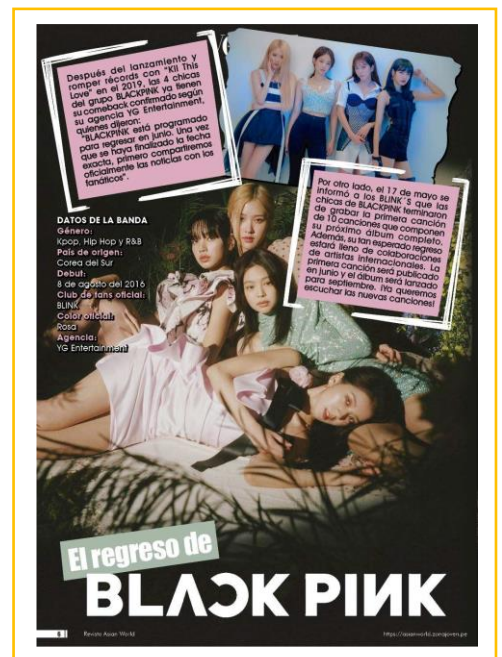 Después del lanzamiento y
romper récords con "Kil This
Love" en el 2019, las 4 chicas
del grupo BLACKPINK ya tienen
su comeback confirmado según
su agencia YG Entertainment,
quienes dijeron:
"BLACKPINK está programado
para regresar en junio. Una vez
que se haya finalizado la fecha
exacta, primero compartiremos
oficialmente las noticias con los
fanáticos".
Por otro lado, el 17 de mayo se
informó a los BLINK´S que las
chicas de BLACKPINK terminaron
de grabar la primera canción
de 10 canciones que componen
su próximo álbum completo.
Además, su tan esperado regreso
estará lleno de colaboraciones
de artistas internacionales. La
primera canción será publicado
en junio y el álbum será lanzado
para septiembre. ¡Ya queremos
escuchar las nuevas canciones!
DATOS DE LA BANDA
Género:
Kpop, Hip Hop y R&B
País de origen:
Corea del Sur
Debut:
8 de agosto del 2016
Club de fans oficial:
BLINK
Color oficial:
Rosa
Agencia:
YG Entertainment
El regreso de
BLACK PINK
Revista Asian World